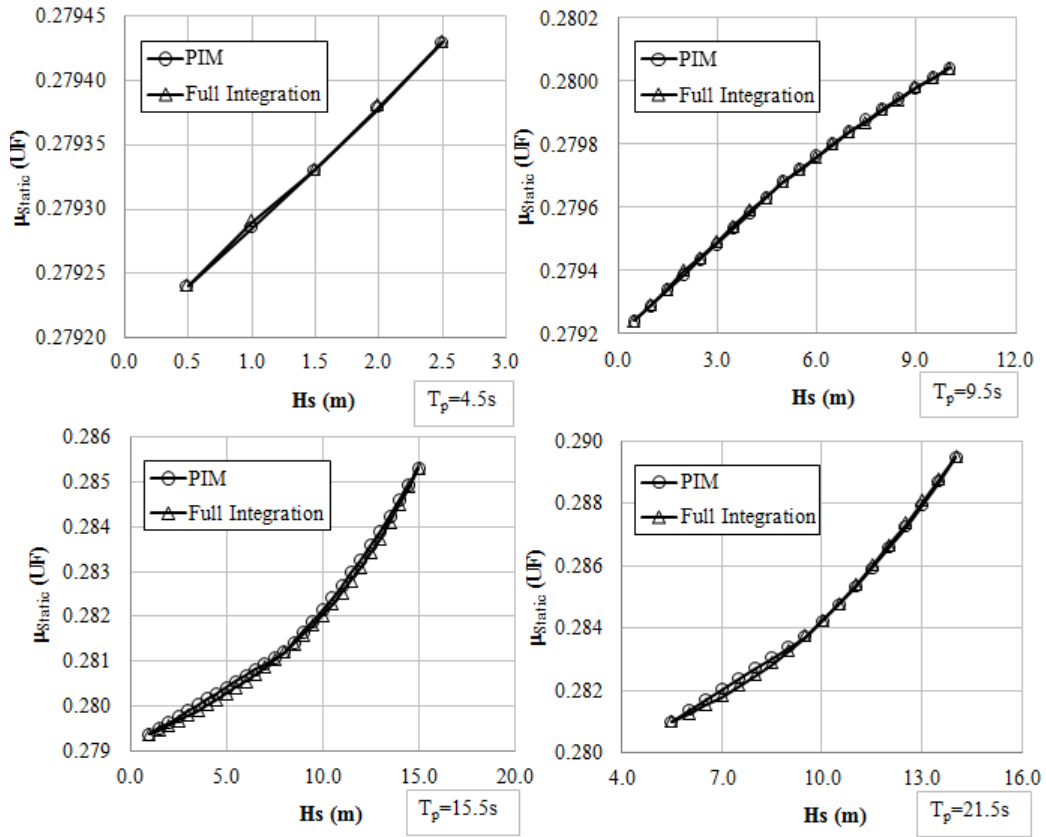 0.27945
0.27940
0.27935
0.27930
0.27925
0.27920
μStatic (UF)
PIM
Full Integration
0.0 0.5 1.0 1.5 2.0 2.5 3.0
Hs (m)
Tp=4.5s
0.2802
0.2800
0.2798
0.2796
0.2794
0.2792
μStatic (UF)
PIM
Full Integration
0.0 3.0 6.0 9.0 12.0
Hs (m)
Tp=9.5s
0.286
0.285
0.284
0.283
0.282
0.281
0.280
0.279
μStatic (UF)
PIM
Full Integration
0.0 5.0 10.0 15.0 20.0
Hs (m)
Tp=15.5s
0.290
0.288
0.286
0.284
0.282
0.280
μStatic (UF)
PIM
Full Integration
4.0 7.0 10.0 13.0 16.0
Hs (m)
Tp=21.5s